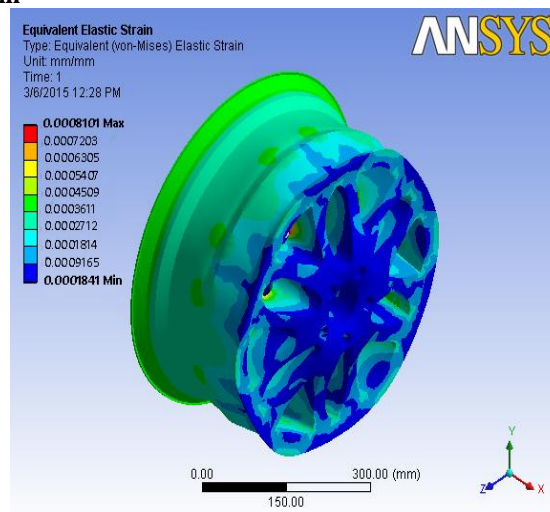 Equivalent Elastic Strain
Type: Equivalent (von-Mises) Elastic Strain
Unit: mm/mm
Time: 1
3/6/2015 12:28 PM
ANSYS
0.0008101 Max
0.0007203
0.0006305
0.0005407
0.0004509
0.0003611
0.0002712
0.0001814
0.0009165
0.0001841 Min
0.00
300.00 (mm)
150.00
Y
Z
X